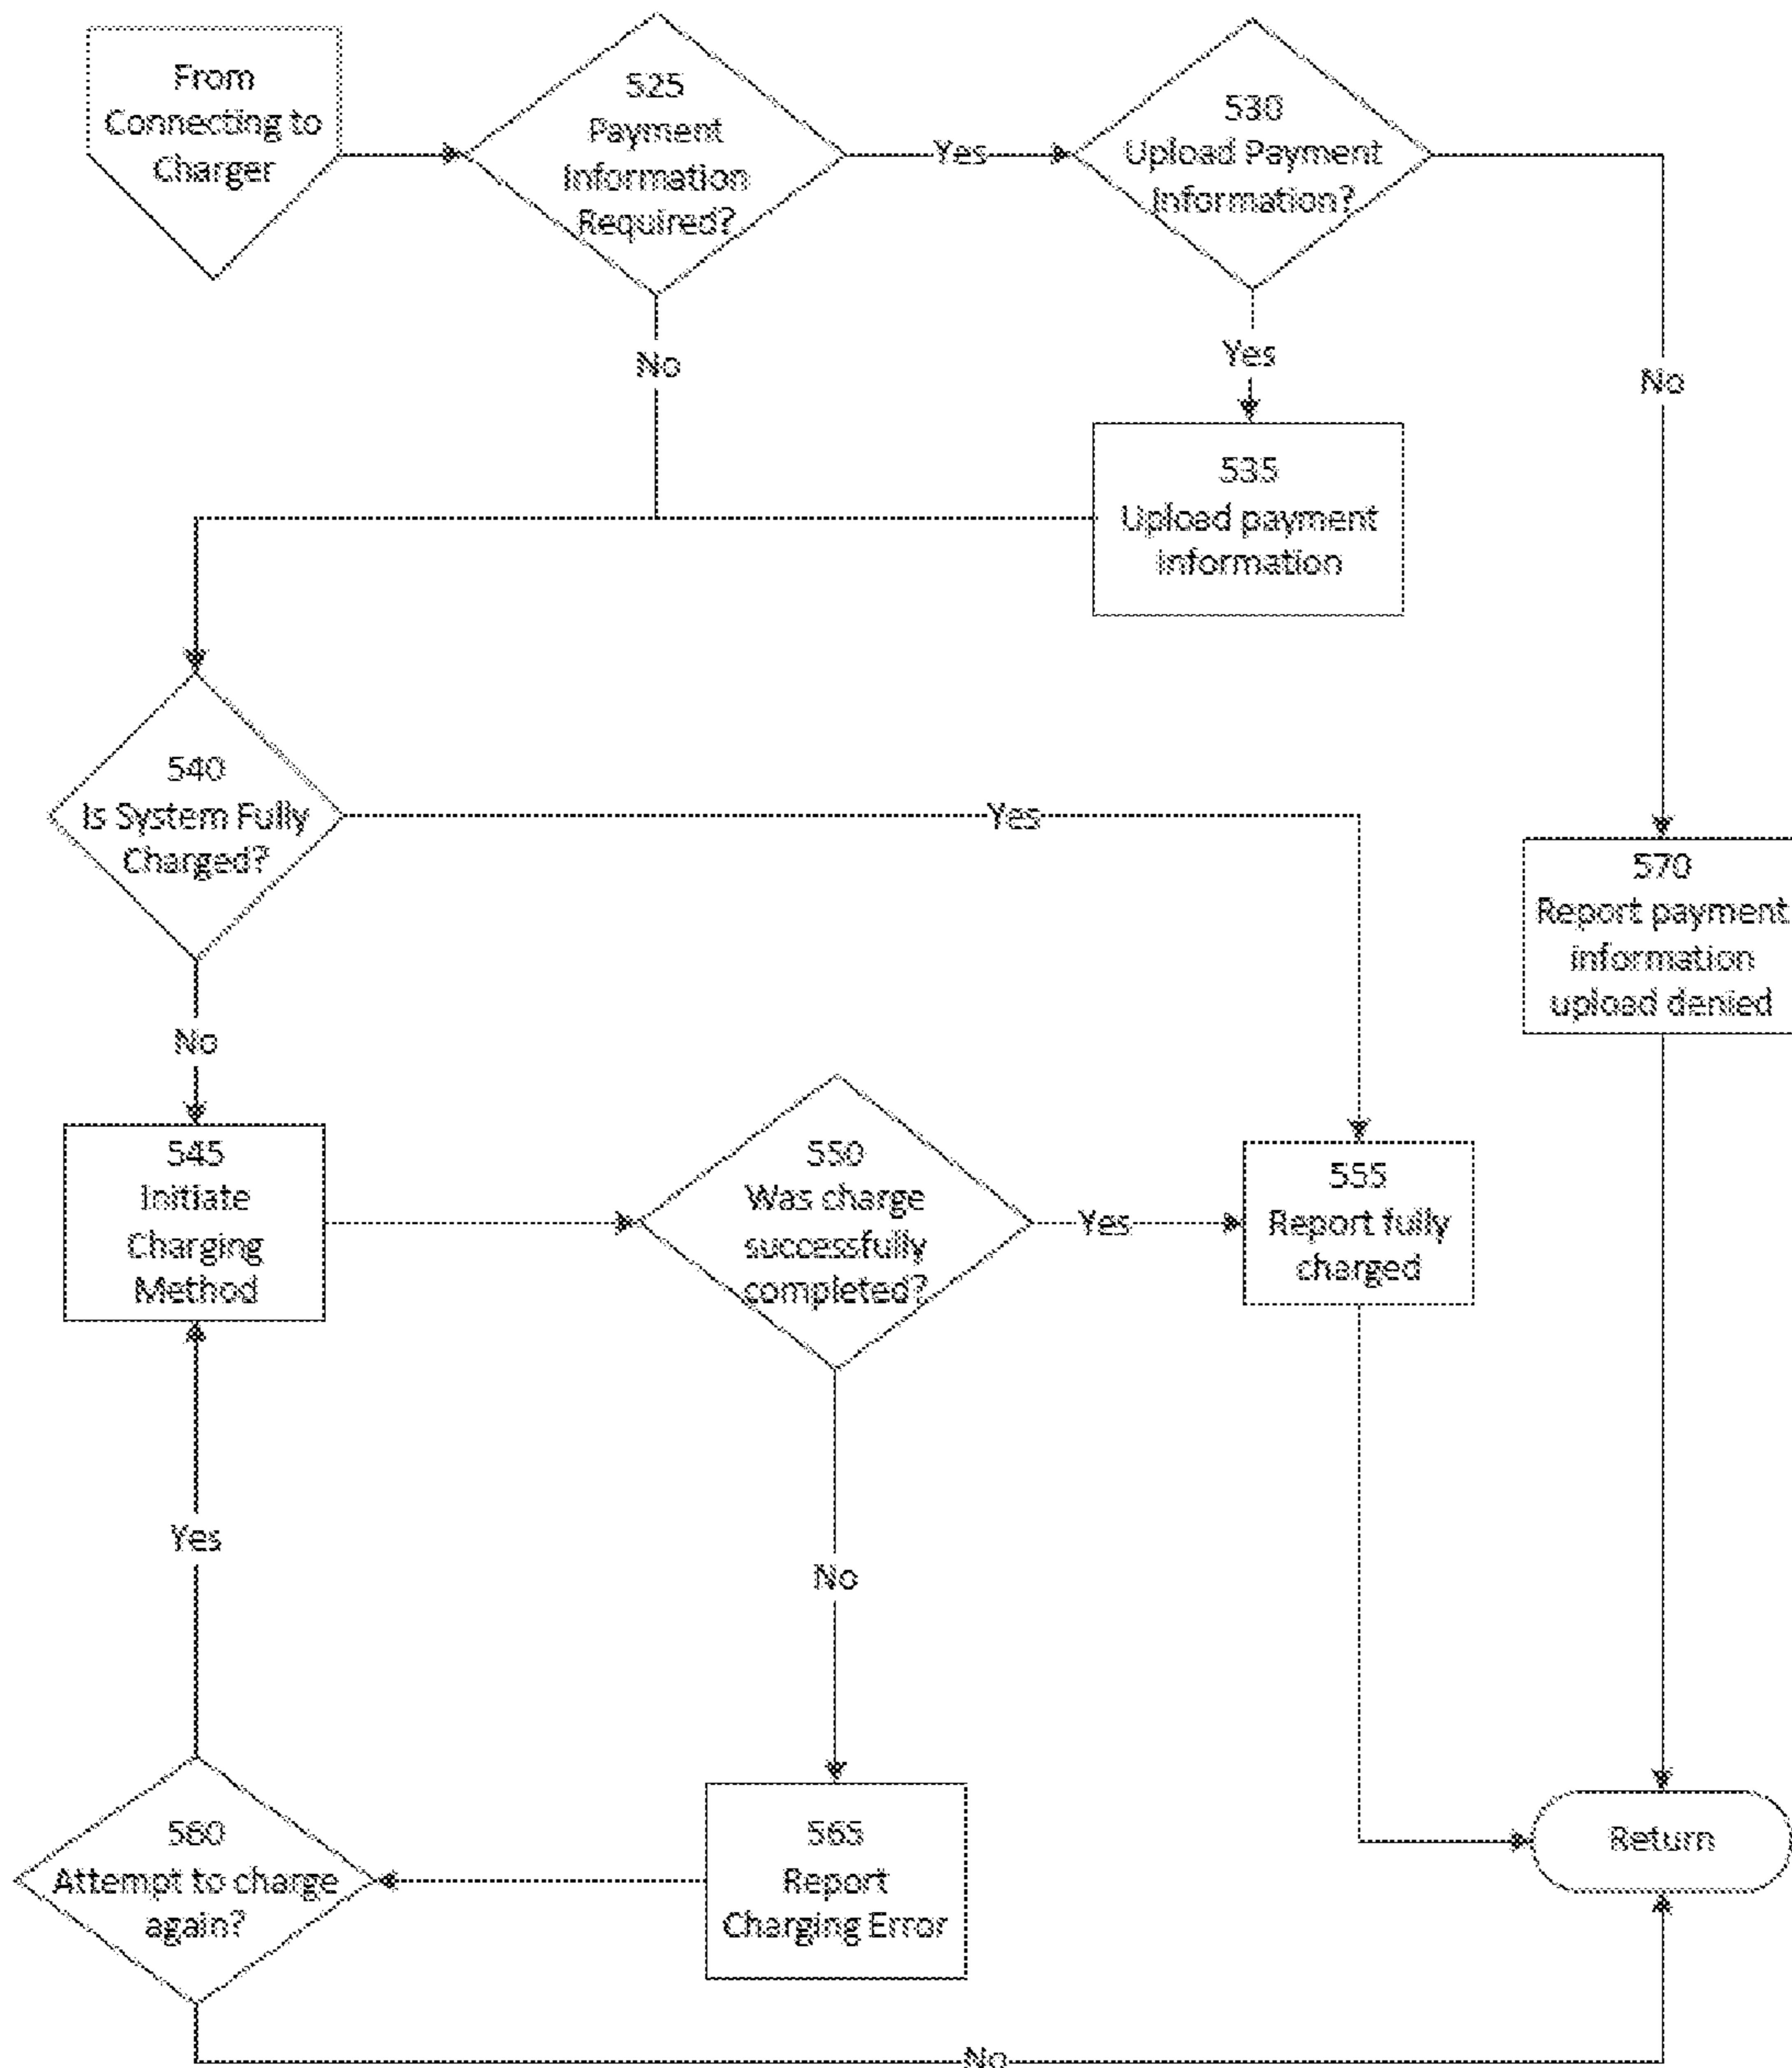 From
Connecting to
Charger
525
Payment
Information
Required?
Yes
530
Upload Payment
Information?
No
Yes
No
535
Upload payment
information
540
Is System Fully
Charged?
Yes
570
Report payment
information
upload denied
No
545
Initiate
Charging
Method
550
Was charge
successfully
completed?
Yes
555
Report fully
charged
Yes
No
560
Attempt to charge
again?
565
Report
Charging Error
Return
No